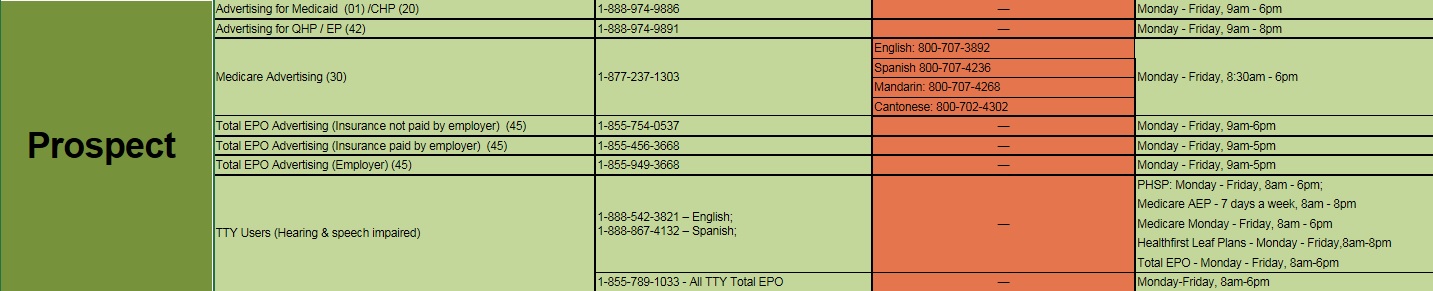 Prospect
Advertising for Medicaid (01) /CHP (20)
1-888-974-9886
—
Monday - Friday, 9am - 6pm
Advertising for QHP / EP (42)
1-888-974-9891
—
Monday - Friday, 9am - 8pm
Medicare Advertising (30)
1-877-237-1303
English: 800-707-3892
Spanish 800-707-4236
Mandarin: 800-707-4268
Cantonese: 800-702-4302
Monday - Friday, 8:30am - 6pm
Total EPO Advertising (Insurance not paid by employer) (45)
1-855-754-0537
—
Monday - Friday, 9am-6pm
Total EPO Advertising (Insurance paid by employer) (45)
1-855-456-3668
—
Monday - Friday, 9am-5pm
Total EPO Advertising (Employer) (45)
1-855-949-3668
—
Monday - Friday, 9am-5pm
TTY Users (Hearing & speech impaired)
1-888-542-3821 – English;
1-888-867-4132 – Spanish;
—
PHSP: Monday - Friday, 8am - 6pm;
Medicare AEP - 7 days a week, 8am - 8pm
Medicare Monday - Friday, 8am - 6pm
Healthfirst Leaf Plans - Monday - Friday,8am-8pm
Total EPO - Monday - Friday, 8am-6pm
1-855-789-1033 - All TTY Total EPO
—
Monday-Friday, 8am-6pm